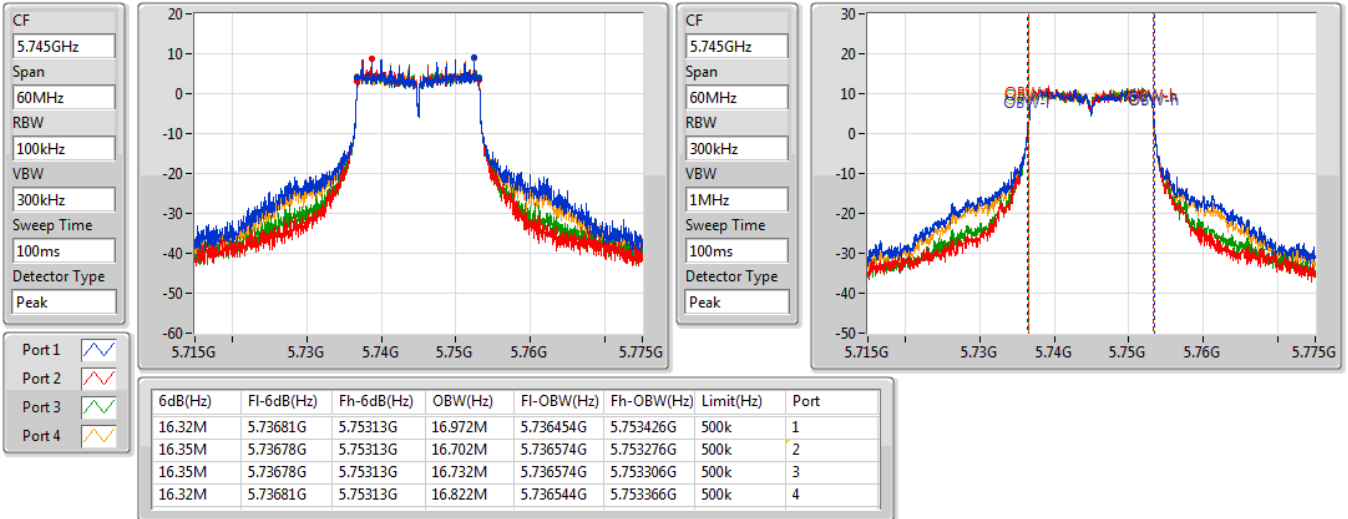 CF
5.745GHz
Span
60MHz
RBW
100kHz
VBW
300kHz
Sweep Time
100ms
Detector Type
Peak
20
10
0
-10
-20
-30
-40
-50
-60
5.715G 5.73G 5.74G 5.75G 5.76G 5.775G
CF
5.745GHz
Span
60MHz
RBW
300kHz
VBW
1MHz
Sweep Time
100ms
Detector Type
Peak
30
20
10
0
-10
-20
-30
-40
-50
5.715G 5.73G 5.74G 5.75G 5.76G 5.775G
OBW-l
OBW-h
Port 1
Port 2
Port 3
Port 4
6dB(Hz) Fl-6dB(Hz) Fh-6dB(Hz) OBW(Hz) Fl-OBW(Hz) Fh-OBW(Hz) Limit(Hz) Port
16.32M 5.73681G 5.75313G 16.972M 5.736454G 5.753426G 500k 1
16.35M 5.73678G 5.75313G 16.702M 5.736574G 5.753276G 500k 2
16.35M 5.73678G 5.75313G 16.732M 5.736574G 5.753306G 500k 3
16.32M 5.73681G 5.75313G 16.822M 5.736544G 5.753366G 500k 4